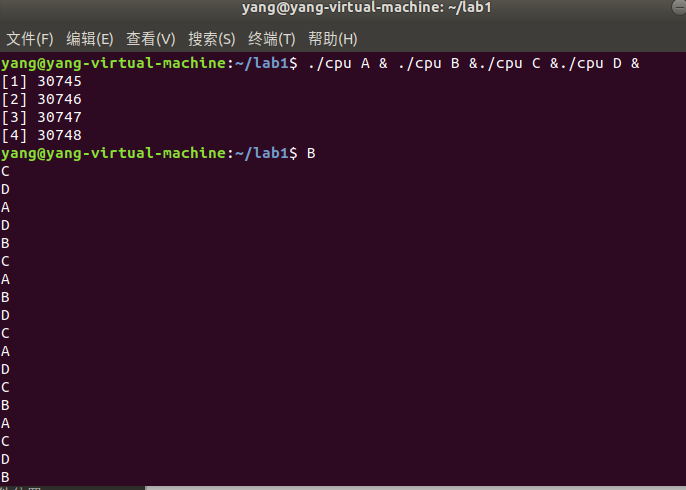 yang@yang-virtual-machine: ~/lab1
文件(F) 编辑(E) 查看(V) 搜索(S) 终端(T) 帮助(H)
yang@yang-virtual-machine:~/lab1$ ./cpu A & ./cpu B &./cpu C &./cpu D &
[1] 30745
[2] 30746
[3] 30747
[4] 30748
yang@yang-virtual-machine:~/lab1$ B
C
D
A
D
B
C
A
B
D
C
A
D
C
B
A
C
D
B